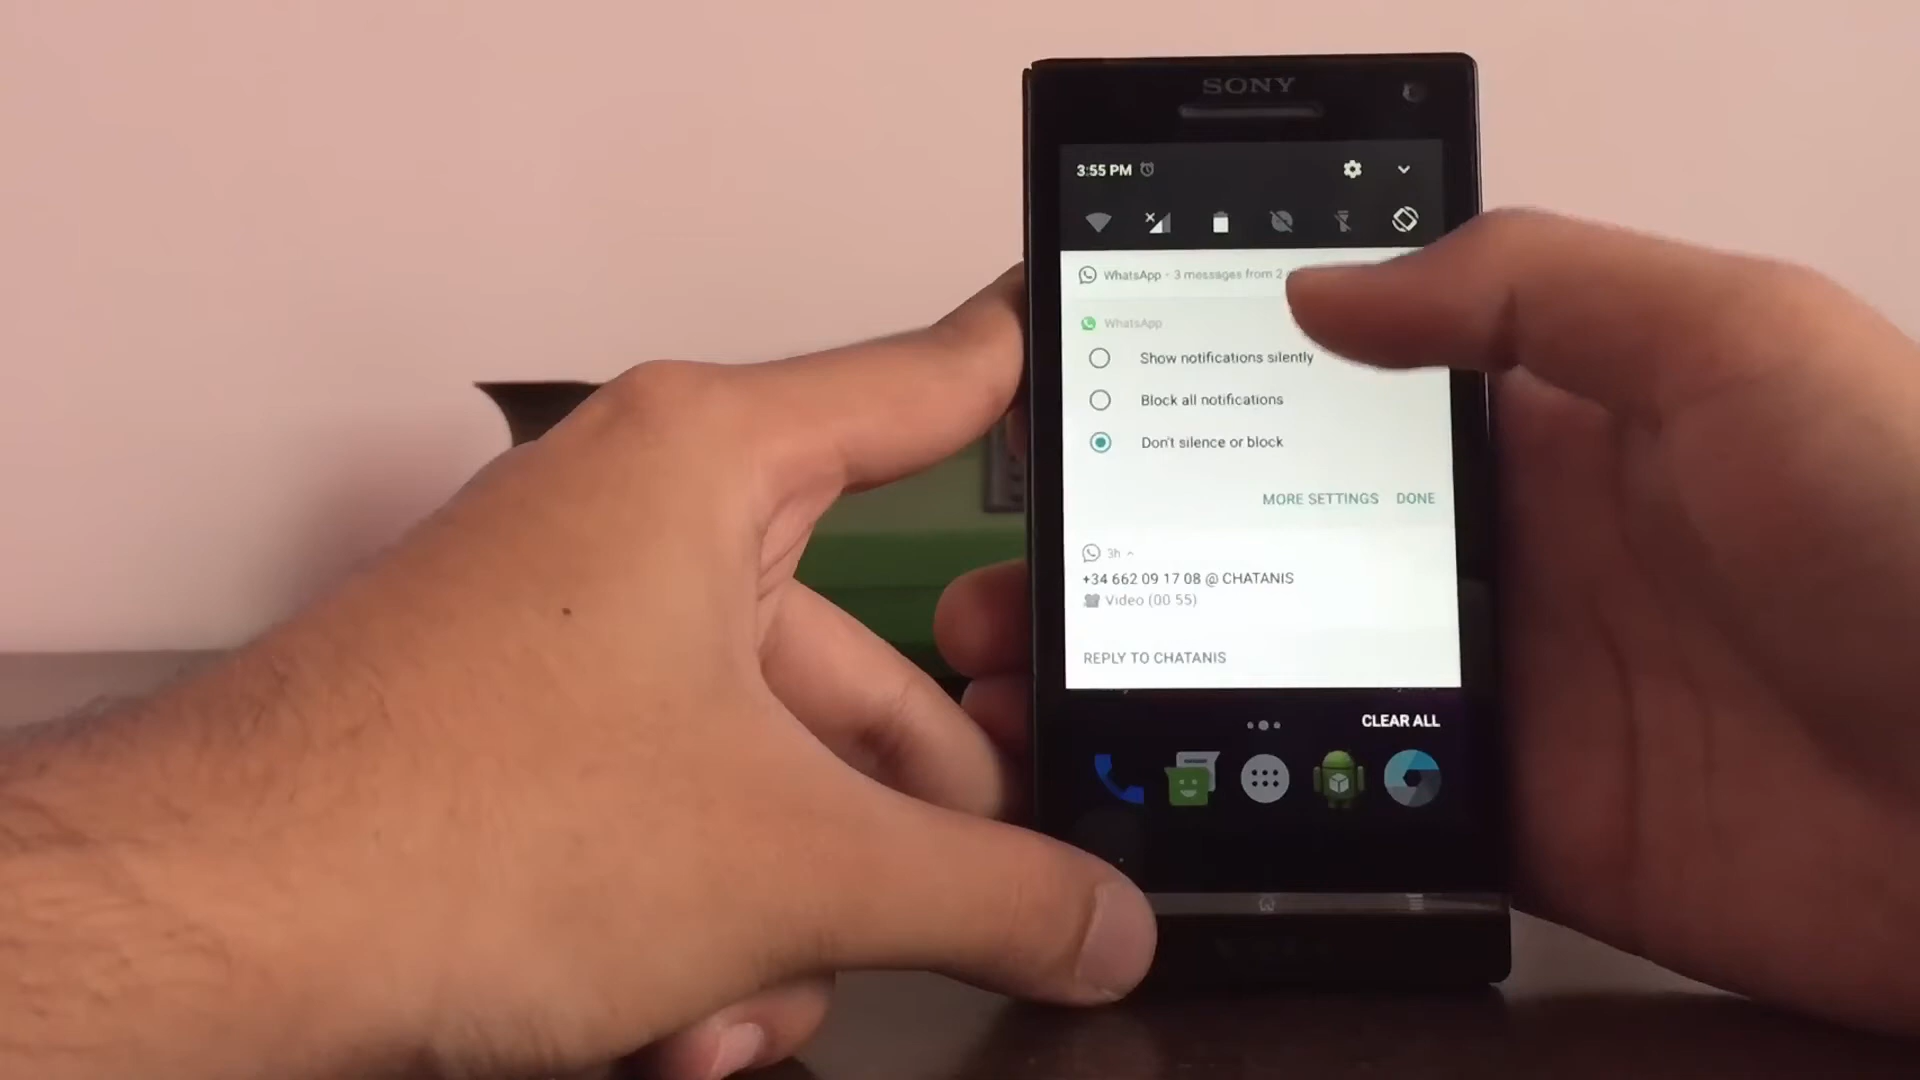 SONY
3:55 PM
WhatsApp · 3 messages from 2
WhatsApp
Show notifications silently
Block all notifications
Don't silence or block
MORE SETTINGS DONE
3h
+34 662 09 17 08 @ CHATANIS
Video (00 55)
REPLY TO CHATANIS
CLEAR ALL